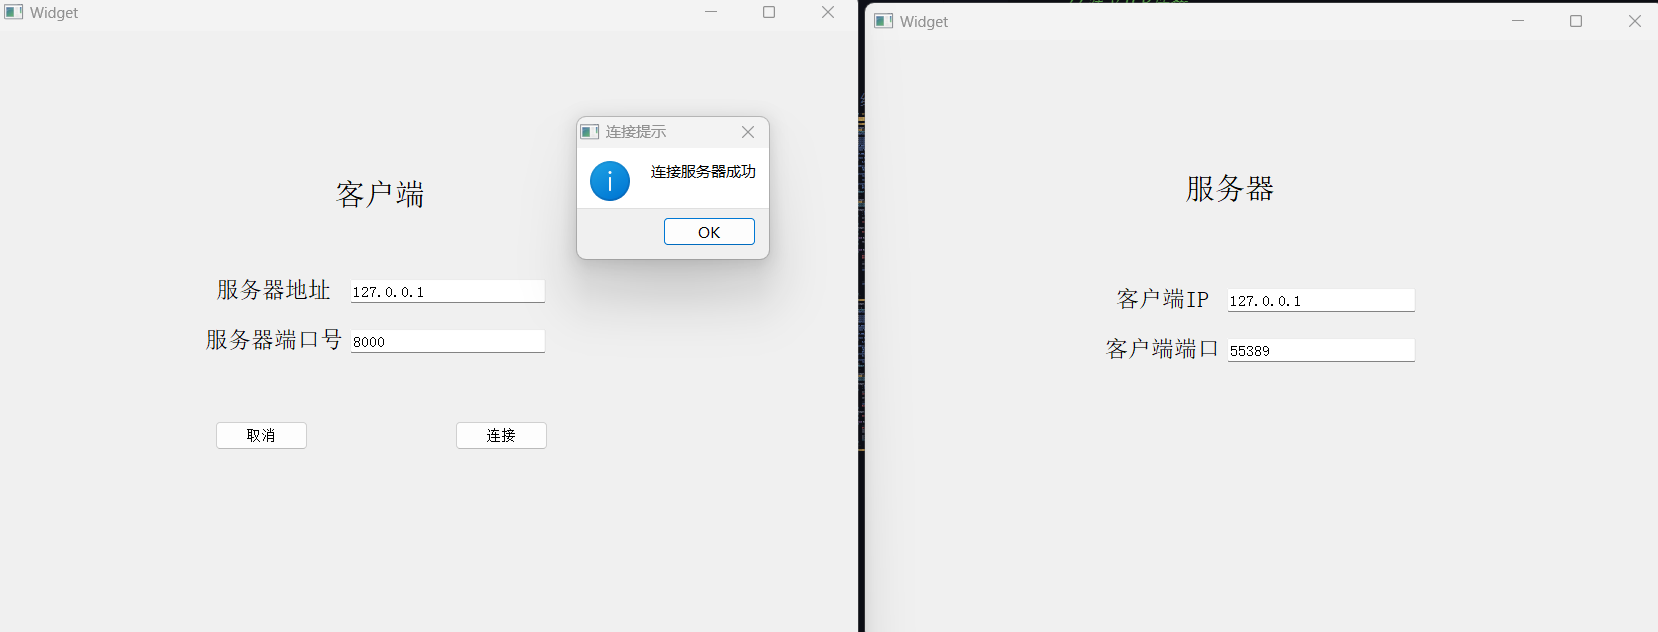 Widget
连接提示
连接服务器成功
OK
客户端
服务器地址 127.0.0.1
服务器端口号 8000
取消 连接
Widget
服务器
客户端IP 127.0.0.1
客户端端口 55389